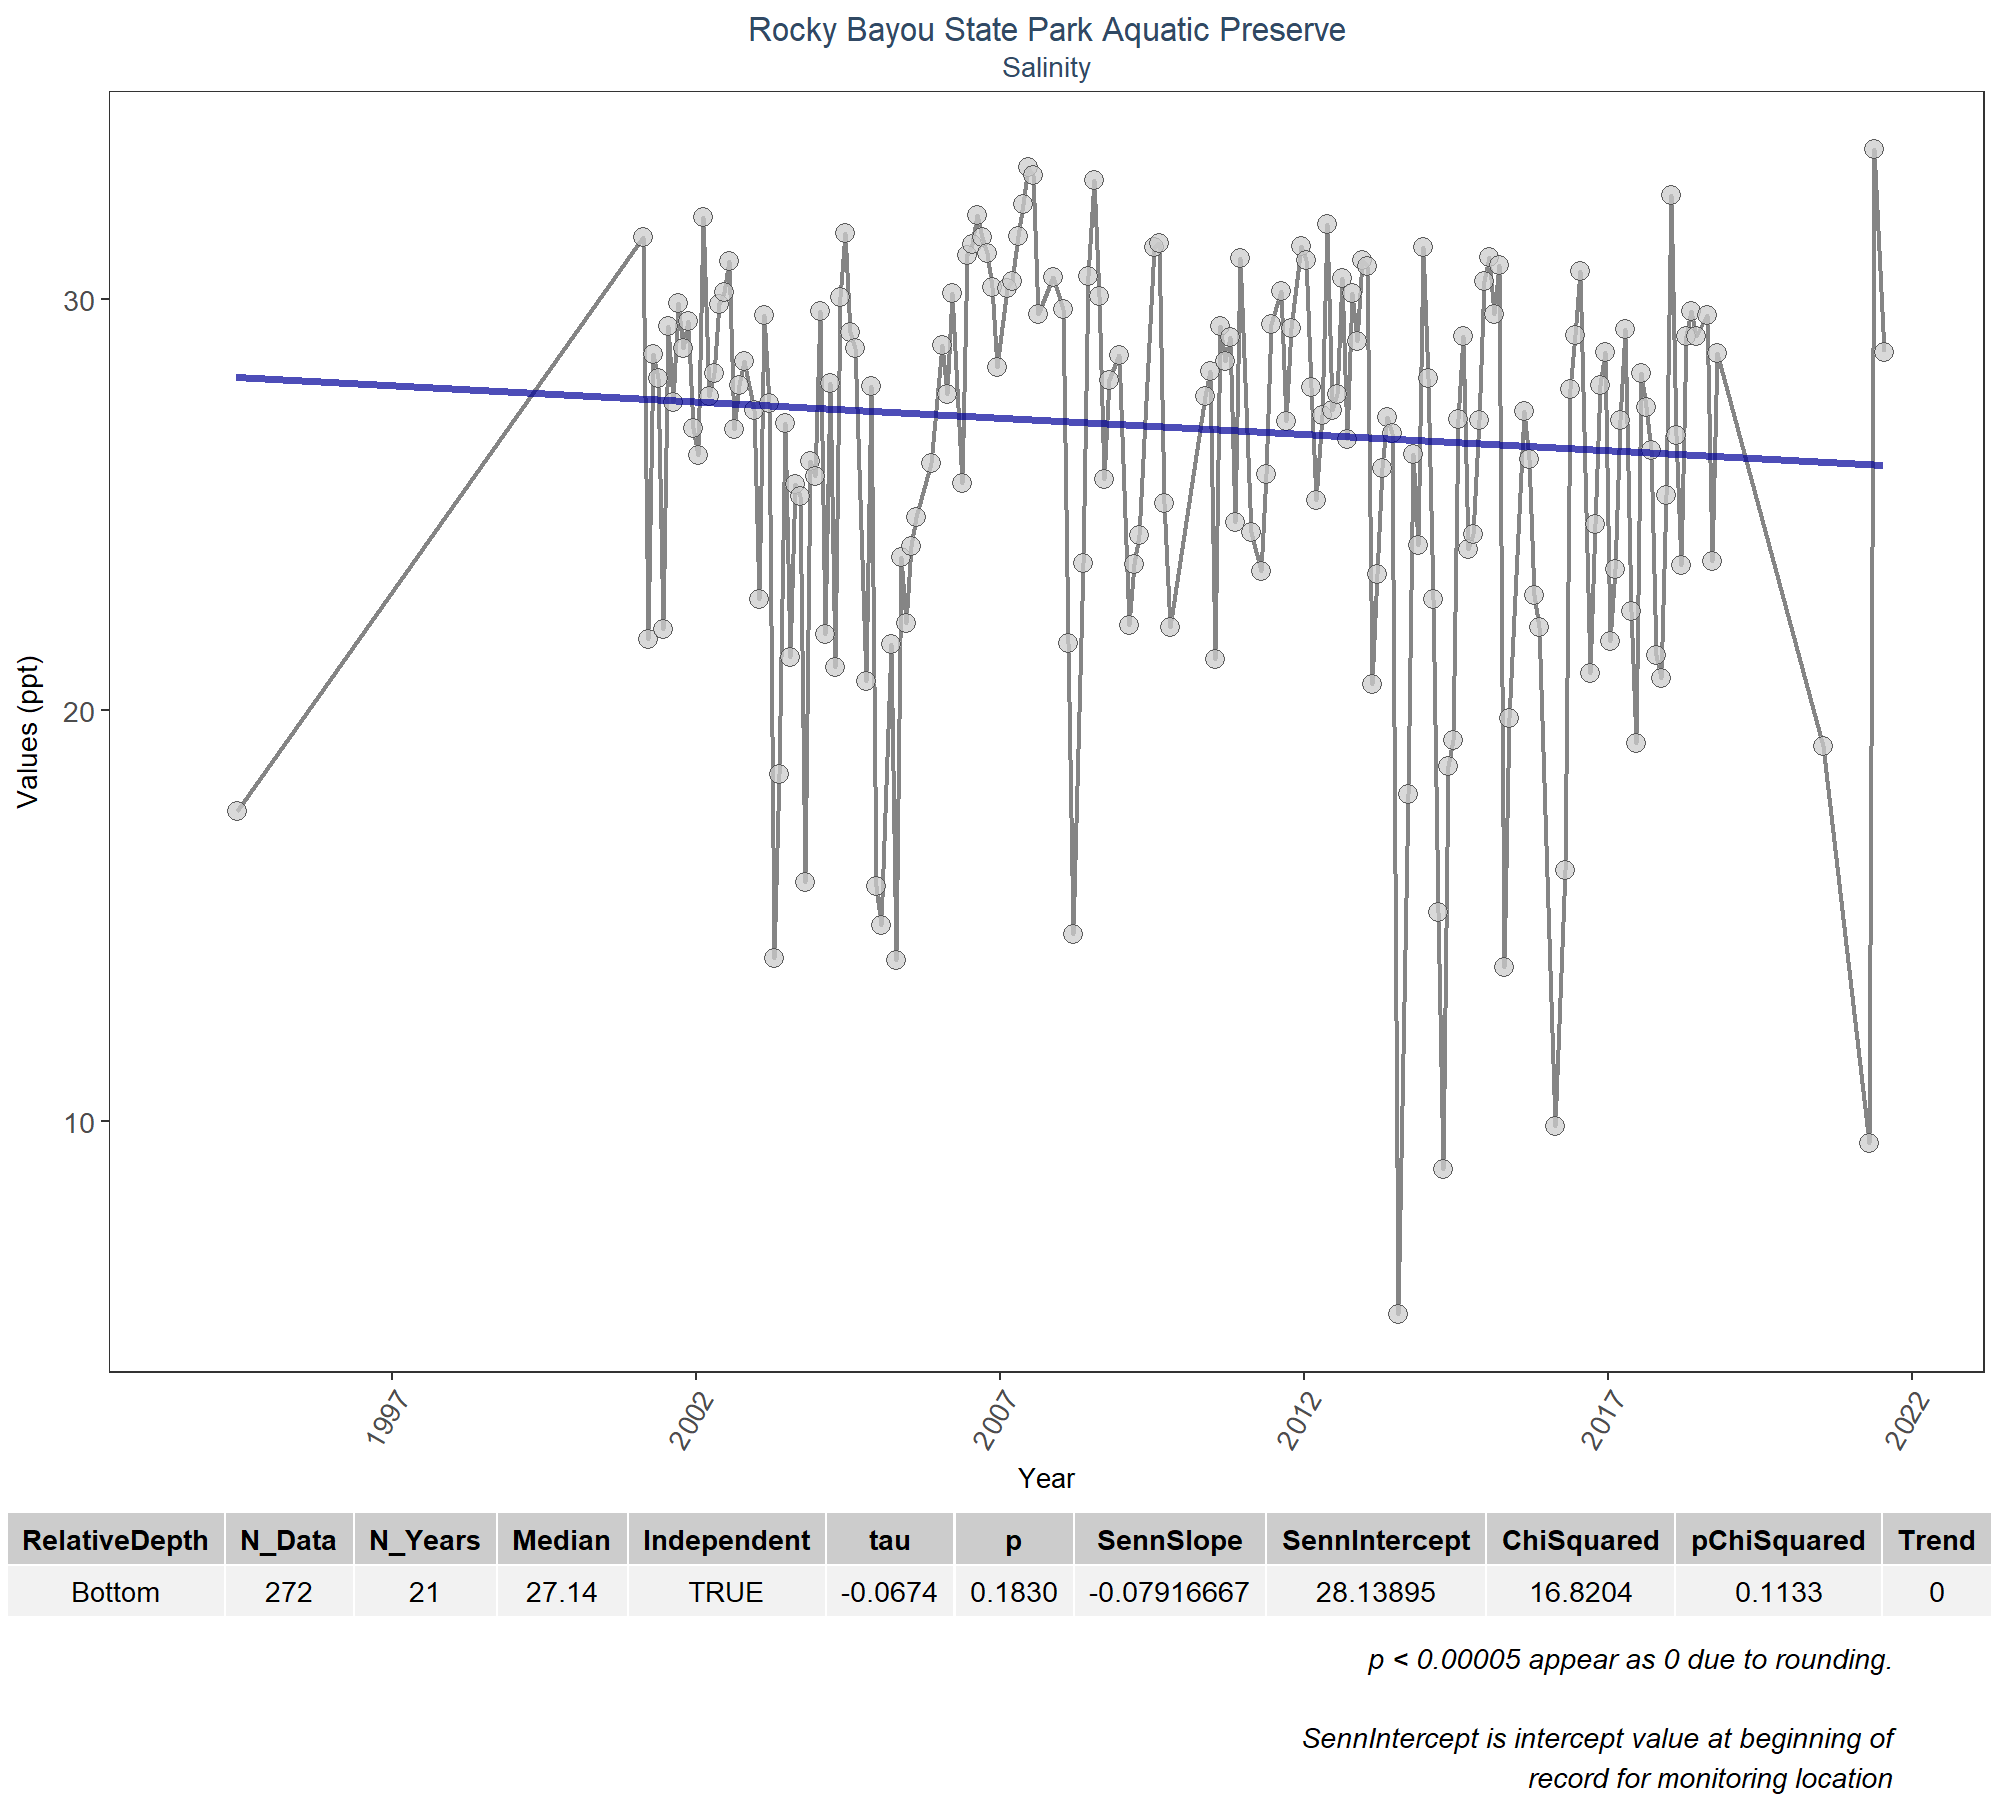 Rocky Bayou State Park Aquatic Preserve
Salinity
Values (ppt)
30
20
10
1997 2002 2007 2012 2017 2022
Year
RelativeDepth N_Data N_Years Median Independent tau p SennSlope SennIntercept ChiSquared pChiSquared Trend
Bottom 272 21 27.14 TRUE -0.0674 0.1830 -0.07916667 28.13895 16.8204 0.1133 0
p < 0.00005 appear as 0 due to rounding.
SennIntercept is intercept value at beginning of
record for monitoring location